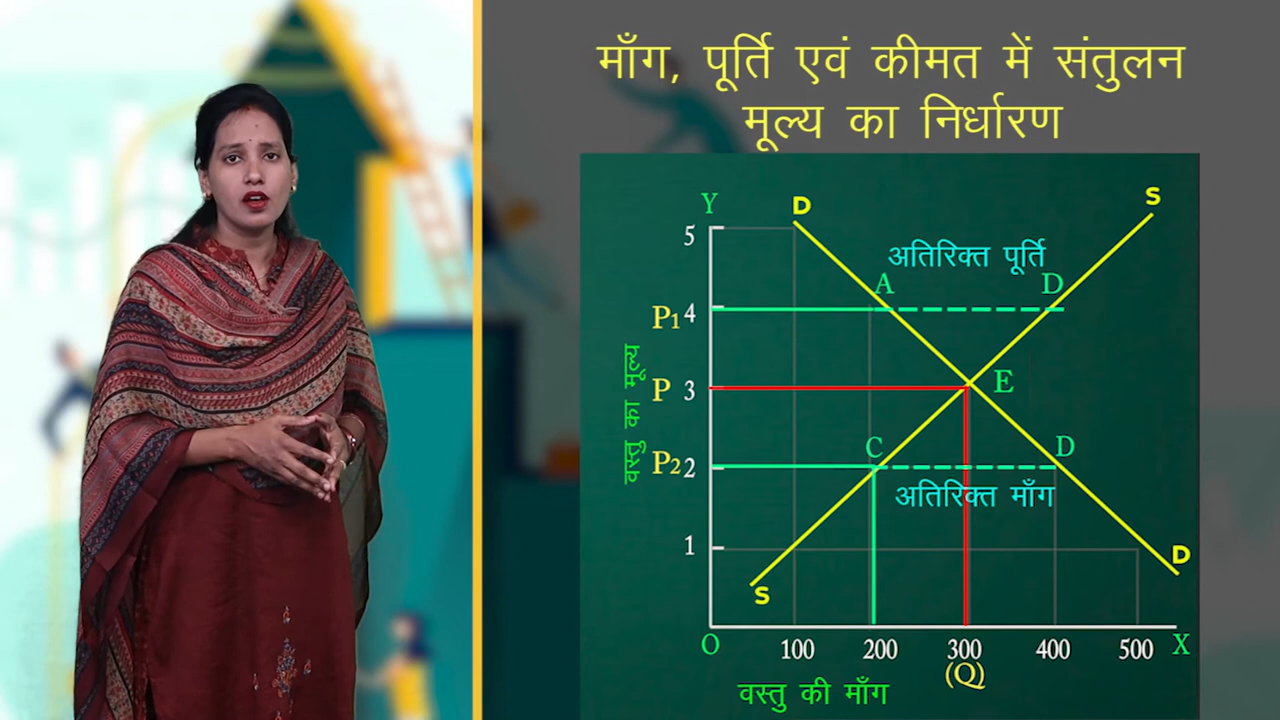 माँग, पूर्ति एवं कीमत में संतुलन
मूल्य का निर्धारण
Y
D
S
5
अतिरिक्त पूर्ति
A
D
P1 4
वस्तु का मूल्य
P 3
E
C
D
P2 2
अतिरिक्त माँग
1
D
S
O
100
200
300
400
500
X
(Q)
वस्तु की माँग